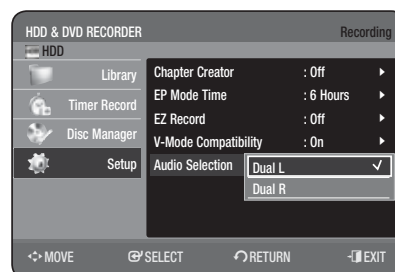 HDD & DVD RECORDER Recording
HDD
Library
Timer Record
Disc Manager
Setup
Chapter Creator : Off
EP Mode Time : 6 Hours
EZ Record : Off
V-Mode Compatibility : On
Audio Selection
Dual L ✓
Dual R
MOVE SELECT RETURN EXIT